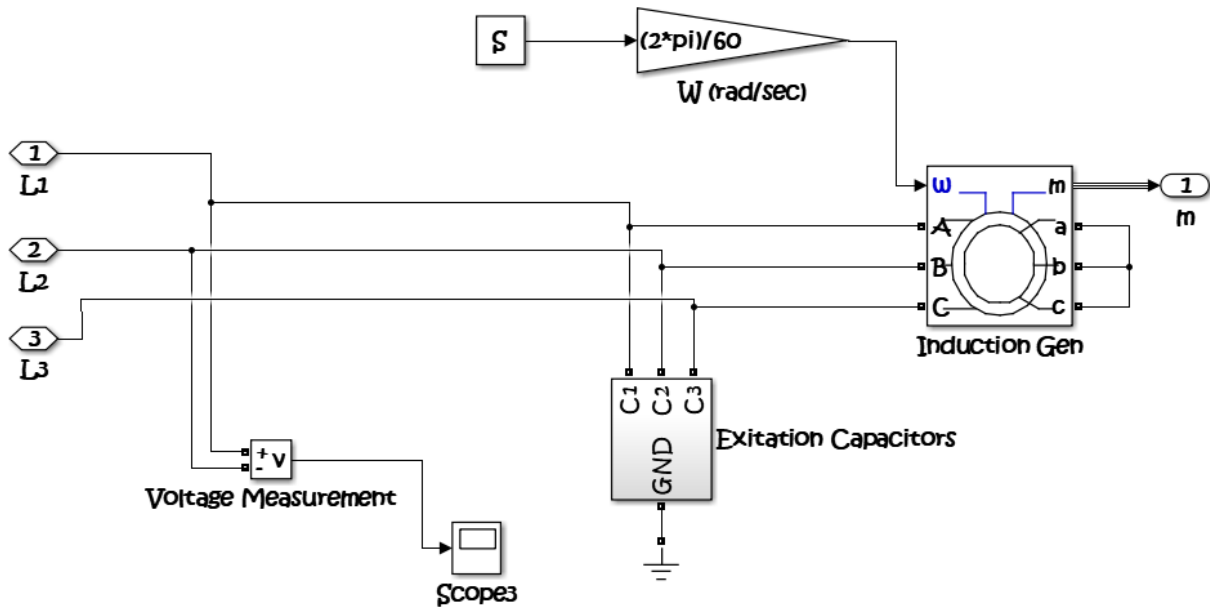 S
(2*pi)/60
W (rad/sec)
1
L1
2
L2
3
L3
w
m
A
a
B
b
C
c
Induction Gen
1
m
C1
C2
C3
GND
Exitation Capacitors
+
-
v
Voltage Measurement
Scope3